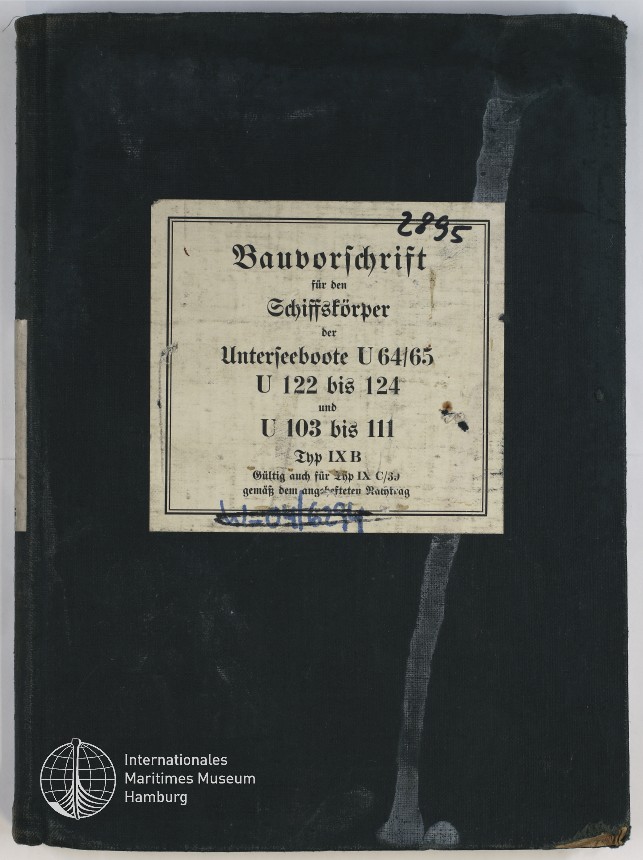 2895
Bauvorschrift
für den
Schiffskörper
der
Unterseeboote U 64/65
U 122 bis 124
und
U 103 bis 111
Typ IX B
Gültig auch für Typ IX C/39
gemäß dem angehefteten Nachtrag
Internationales
Maritimes Museum
Hamburg